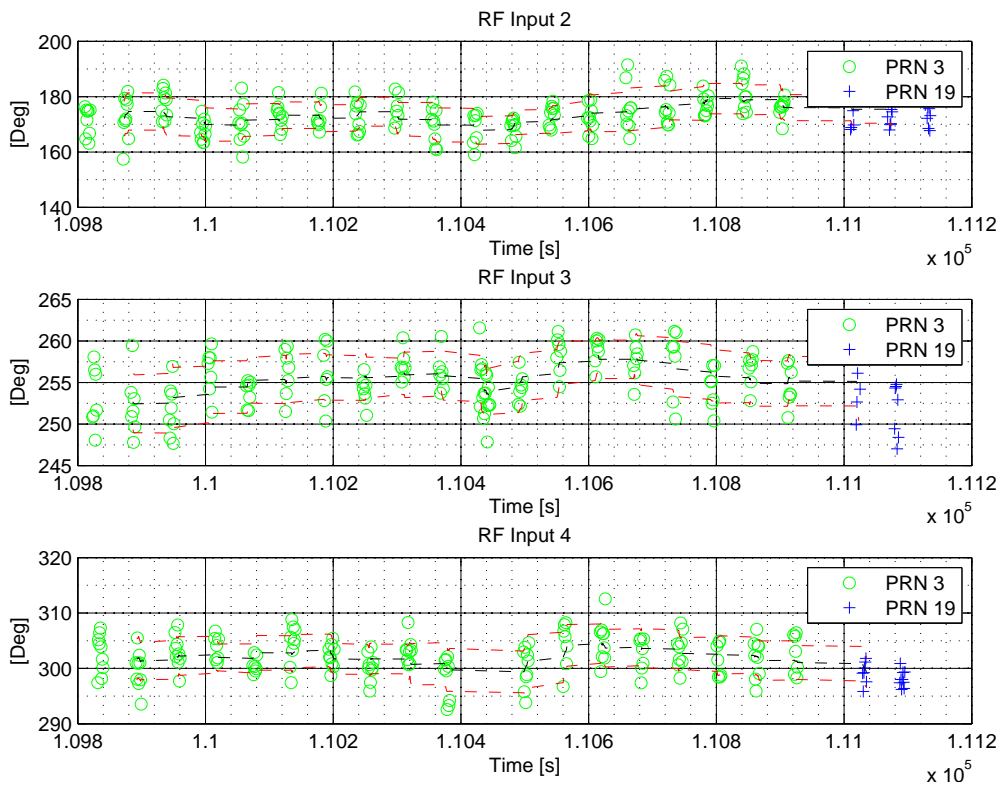 RF Input 2
200
180
160
140
[Deg]
PRN 3
PRN 19
1.098 1.1 1.102 1.104 1.106 1.108 1.11 1.112
Time [s]
x 10^5
RF Input 3
265
260
255
250
245
[Deg]
PRN 3
PRN 19
1.098 1.1 1.102 1.104 1.106 1.108 1.11 1.112
Time [s]
x 10^5
RF Input 4
320
310
300
290
[Deg]
PRN 3
PRN 19
1.098 1.1 1.102 1.104 1.106 1.108 1.11 1.112
Time [s]
x 10^5